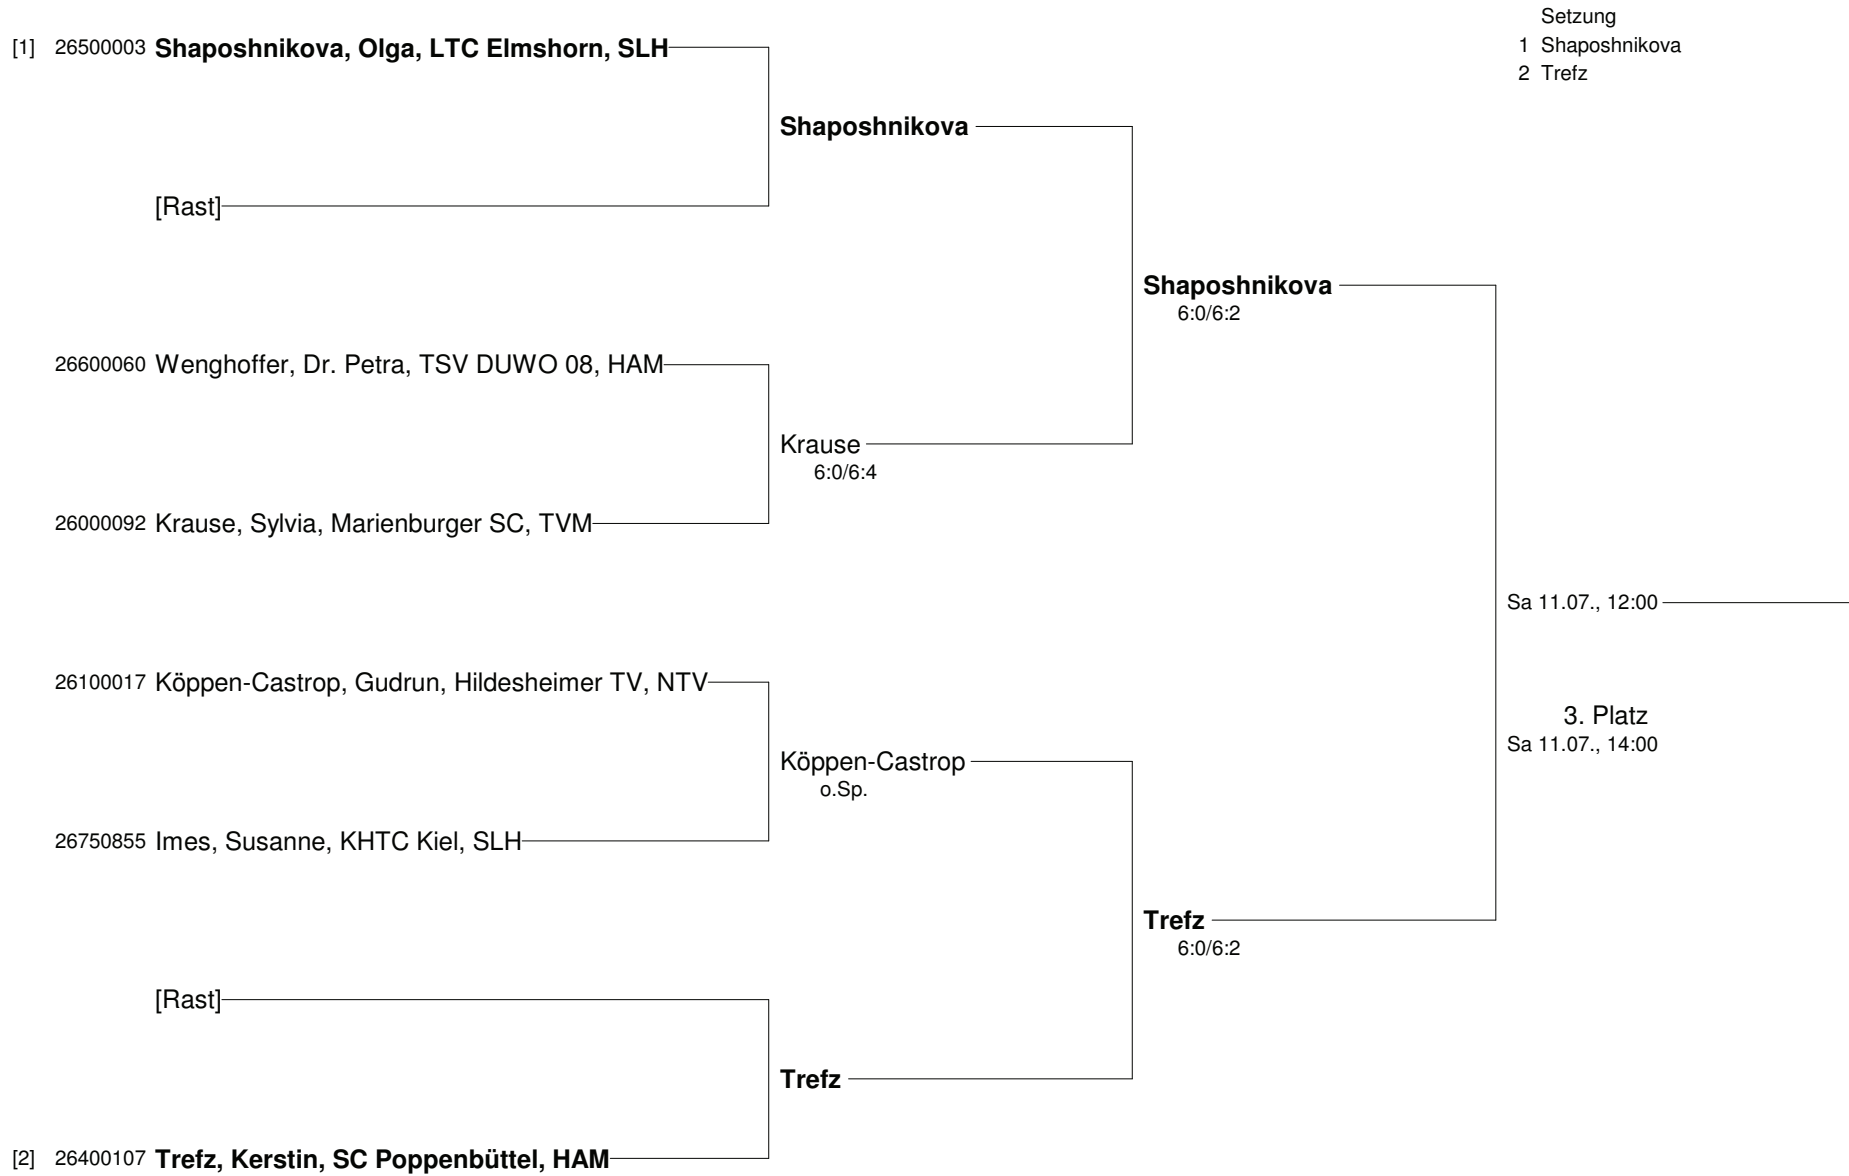 Setzung
1 Shaposhnikova
2 Trefz
[1] 26500003 Shaposhnikova, Olga, LTC Elmshorn, SLH
Shaposhnikova
[Rast]
Shaposhnikova
6:0/6:2
26600060 Wenghoffer, Dr. Petra, TSV DUWO 08, HAM
Krause
6:0/6:4
26000092 Krause, Sylvia, Marienburger SC, TVM
Sa 11.07., 12:00
26100017 Köppen-Castrop, Gudrun, Hildesheimer TV, NTV
3. Platz
Sa 11.07., 14:00
Köppen-Castrop
o.Sp.
26750855 Imes, Susanne, KHTC Kiel, SLH
Trefz
6:0/6:2
[Rast]
Trefz
[2] 26400107 Trefz, Kerstin, SC Poppenbüttel, HAM